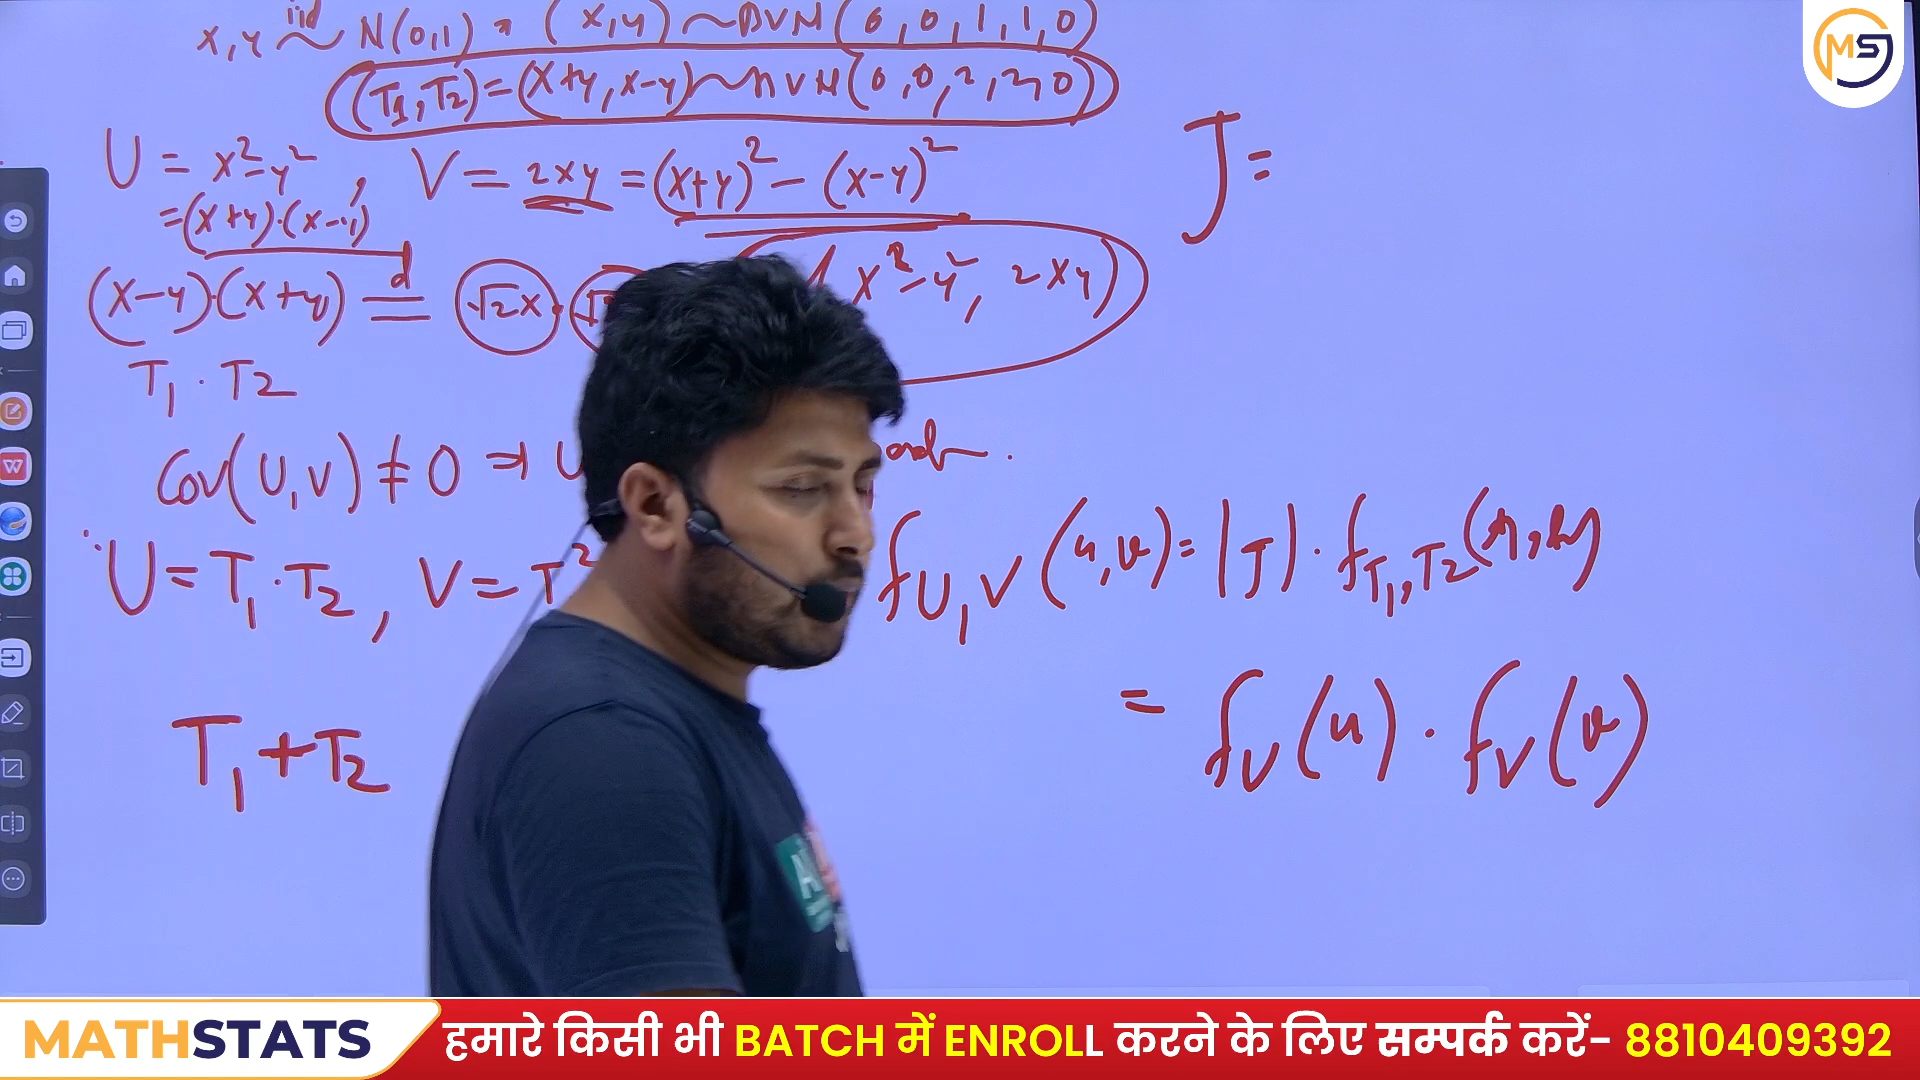 X,Y iid ~ N(0,1), (X,Y) ~ BVN(0,0,1,1,0)
(T1,T2) = (X+Y, X-Y) ~ BVN(0,0,2,2,0)
U = X²-Y², V = 2XY = (X+Y)² - (X-Y)²
= (X+Y)·(X-Y)
J =
(X-Y)·(X+Y) =d √2X
X²-Y², 2XY)
T1·T2
Cov(U,V) ≠ 0 ⇒ U
U = T1·T2, V = T²
fU,V(u,v) = |J|·fT1,T2
= fU(u)·fV(v)
T1+T2
MS
MATHSTATS
हमारे किसी भी BATCH में ENROLL करने के लिए सम्पर्क करें- 8810409392